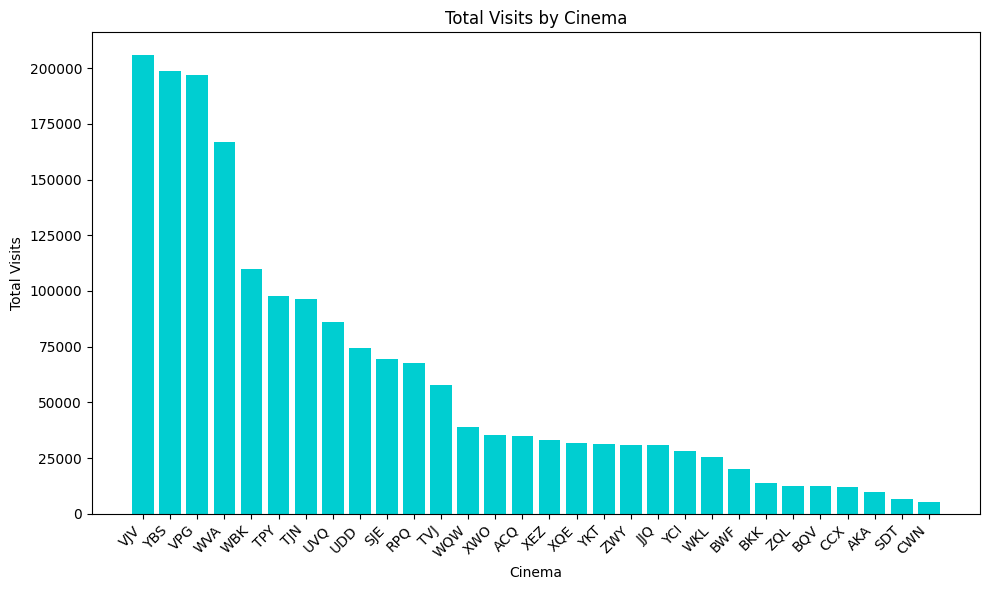 Total Visits by Cinema
Total Visits
200000
175000
150000
125000
100000
75000
50000
25000
0
VJV YBS VPG WVA WBK TPY TJN UVQ UDD SJE RPQ TVJ WQW XWO ACQ XEZ XQE YKT ZWY JJQ YCI WKL BWF BKK ZQL BQV CCX AKA SDT CWN
Cinema